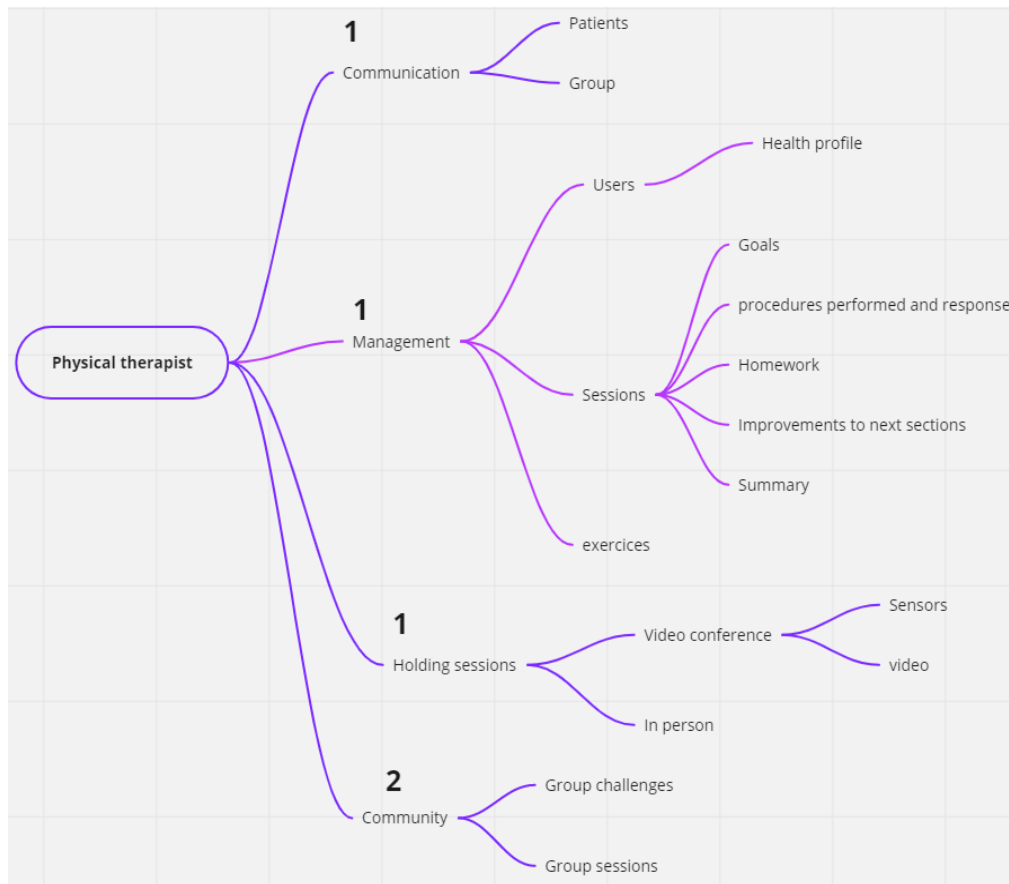 1
Communication
Patients
Group
Physical therapist
1
Management
Users
Health profile
Sessions
Goals
procedures performed and response
Homework
Improvements to next sections
Summary
exercices
1
Holding sessions
Video conference
Sensors
video
In person
2
Community
Group challenges
Group sessions